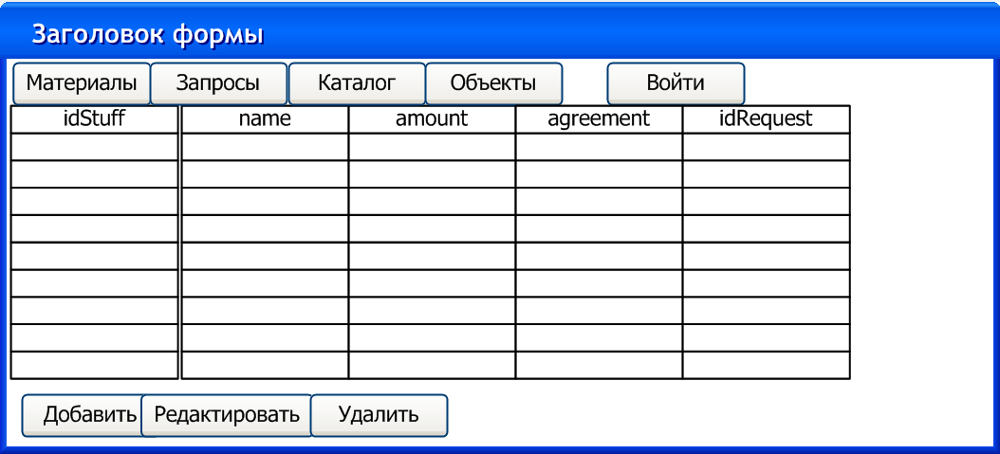 Заголовок формы
Материалы Запросы Каталог Объекты Войти
idStuff name amount agreement idRequest
Добавить Редактировать Удалить